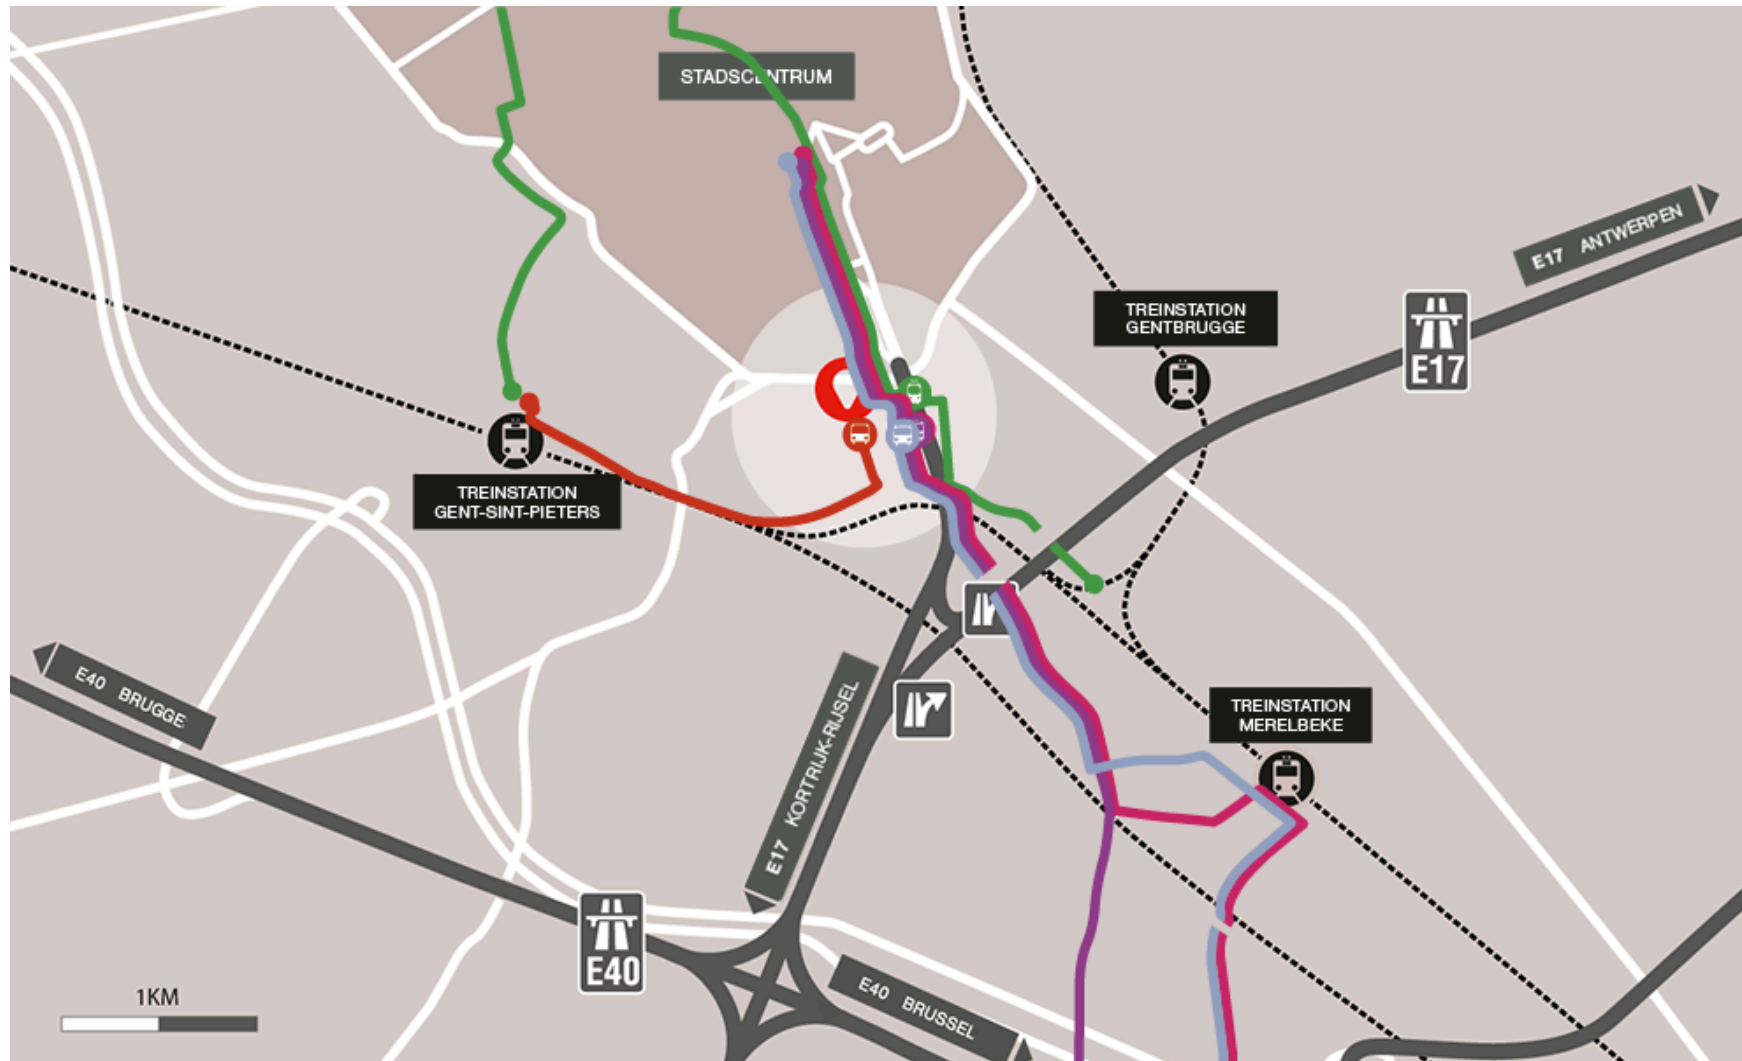 STADSCENTRUM
E17 ANTWERPEN
TREINSTATION
GENTBRUGGE
E17
TREINSTATION
GENT-SINT-PIETERS
E40 BRUGGE
E17 KORTRIJK-RIJSEL
TREINSTATION
MERELBEKE
E40
E40 BRUSSEL
1KM